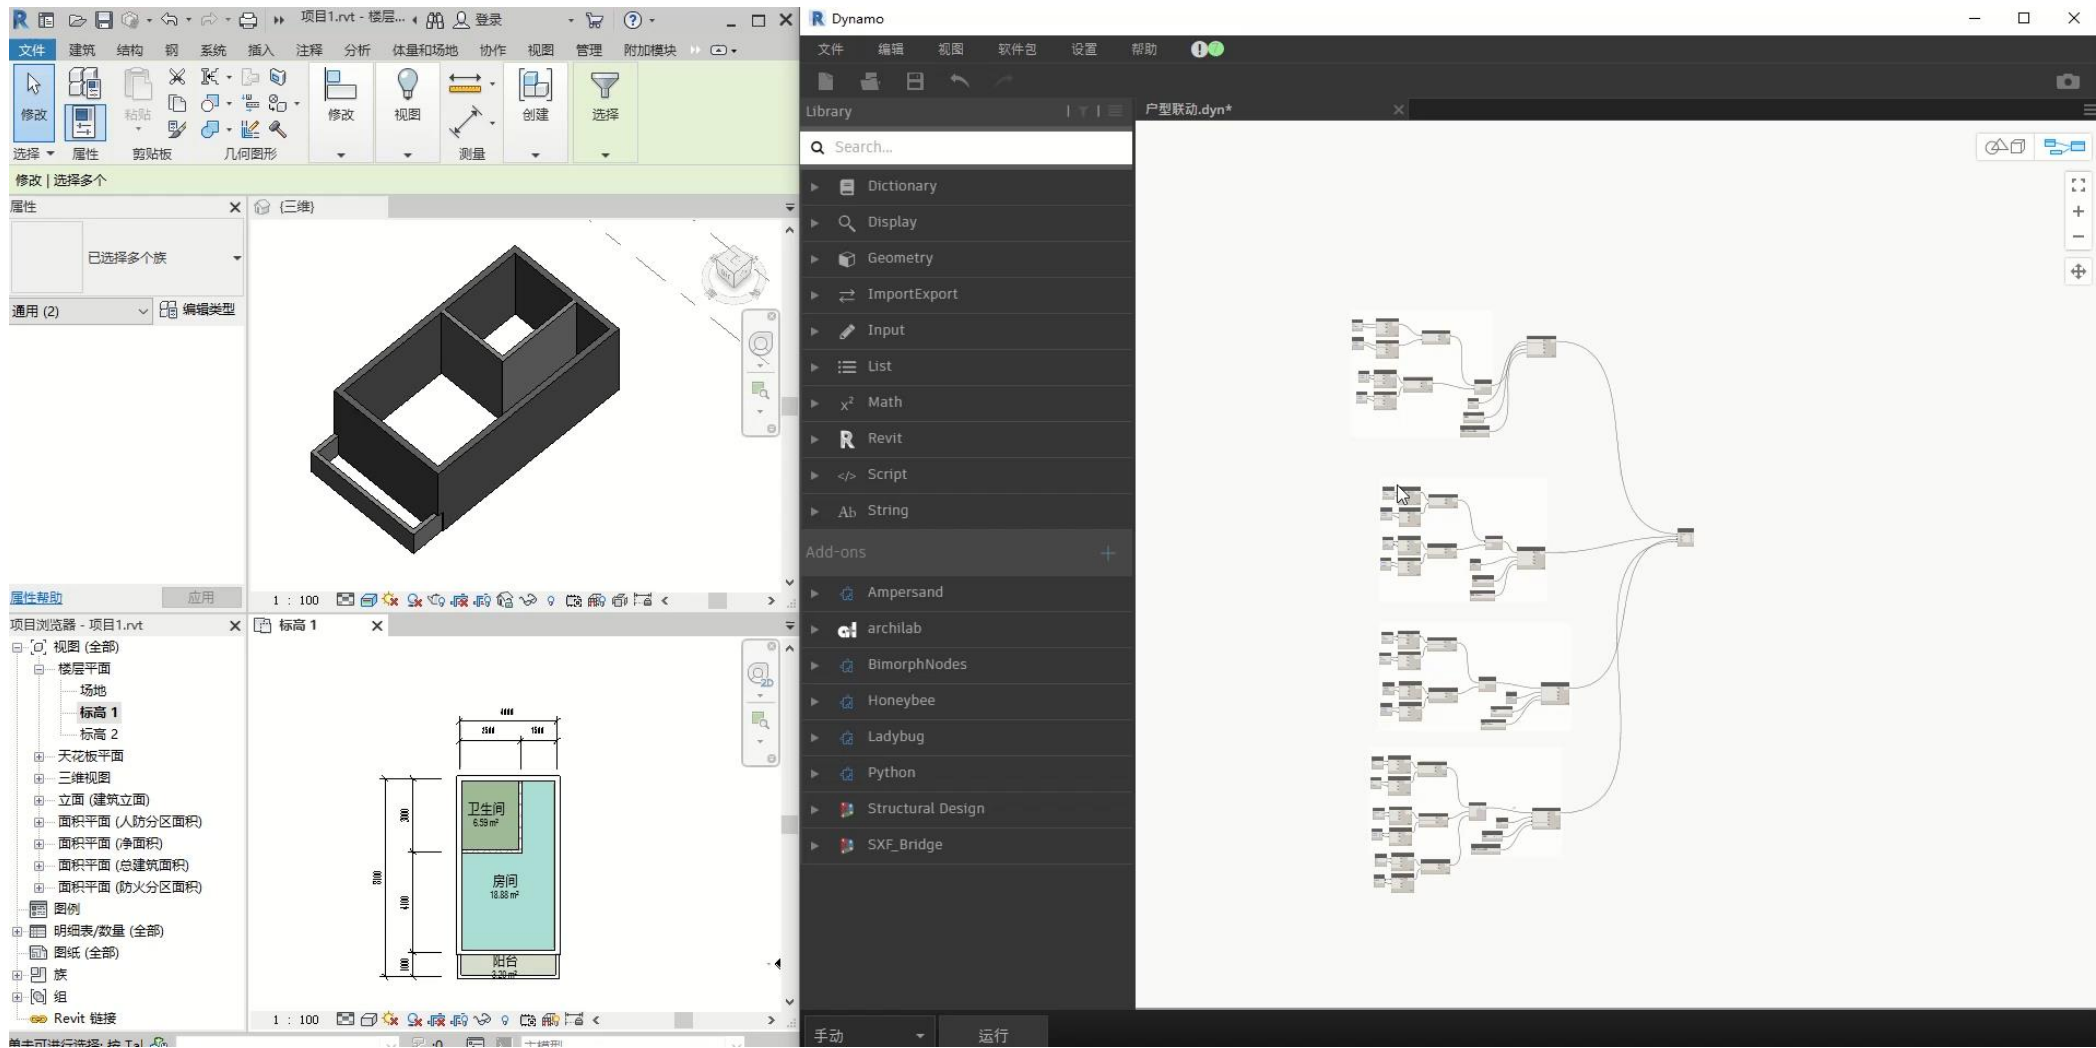 项目1.rvt - 楼层... 登录
文件 建筑 结构 钢 系统 插入 注释 分析 体量和场地 协作 视图 管理 附加模块
修改 粘贴 修改 视图 创建 选择
选择 属性 剪贴板 几何图形 测量
修改 | 选择多个
属性
{三维}
已选择多个族
通用 (2)
编辑类型
属性帮助
应用
1 : 100
项目浏览器 - 项目1.rvt
视图 (全部)
楼层平面
场地
标高 1
标高 2
天花板平面
三维视图
立面 (建筑立面)
面积平面 (人防分区面积)
面积平面 (净面积)
面积平面 (总建筑面积)
面积平面 (防火分区面积)
图例
明细表/数量 (全部)
图纸 (全部)
族
组
Revit 链接
标高 1
2D
卫生间
6.59 m²
房间
18.88 m²
阳台
3.20 m²
1 : 100
Dynamo
文件 编辑 视图 软件包 设置 帮助
Library
户型联动.dyn*
Search...
Dictionary
Display
Geometry
ImportExport
Input
List
Math
Revit
Script
String
Add-ons
Ampersand
archilab
BimorphNodes
Honeybee
Ladybug
Python
Structural Design
SXF_Bridge
手动
运行